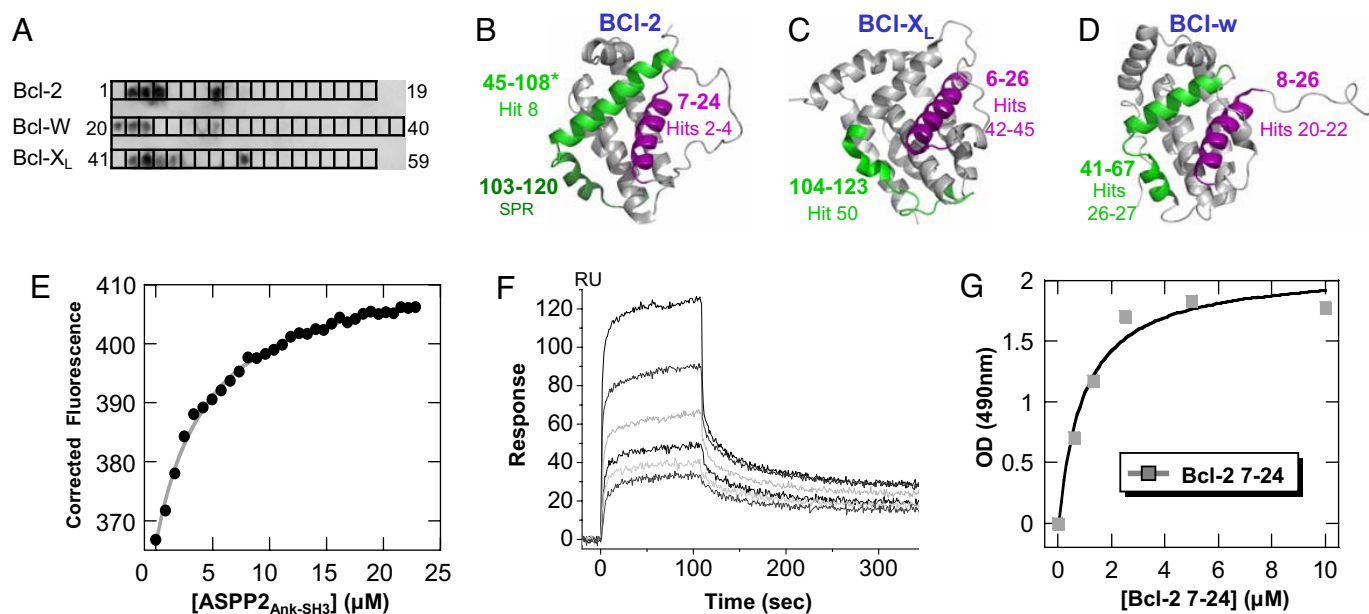 A
Bcl-2 1 19
Bcl-W 20 40
Bcl-XL 41 59
B
BCl-2
45-108*
Hit 8
7-24
Hits 2-4
103-120
SPR
C
BCl-XL
6-26
Hits
42-45
104-123
Hit 50
D
BCl-w
8-26
Hits 20-22
41-67
Hits
26-27
E
Corrected Fluorescence
410
400
390
380
370
0 5 10 15 20 25
[ASPP2Ank-SH3] (µM)
F
RU
Response
120
100
80
60
40
20
0
0 100 200 300
Time (sec)
G
OD (490nm)
2
1.5
1
0.5
0
Bcl-2 7-24
0 2 4 6 8 10
[Bcl-2 7-24] (µM)